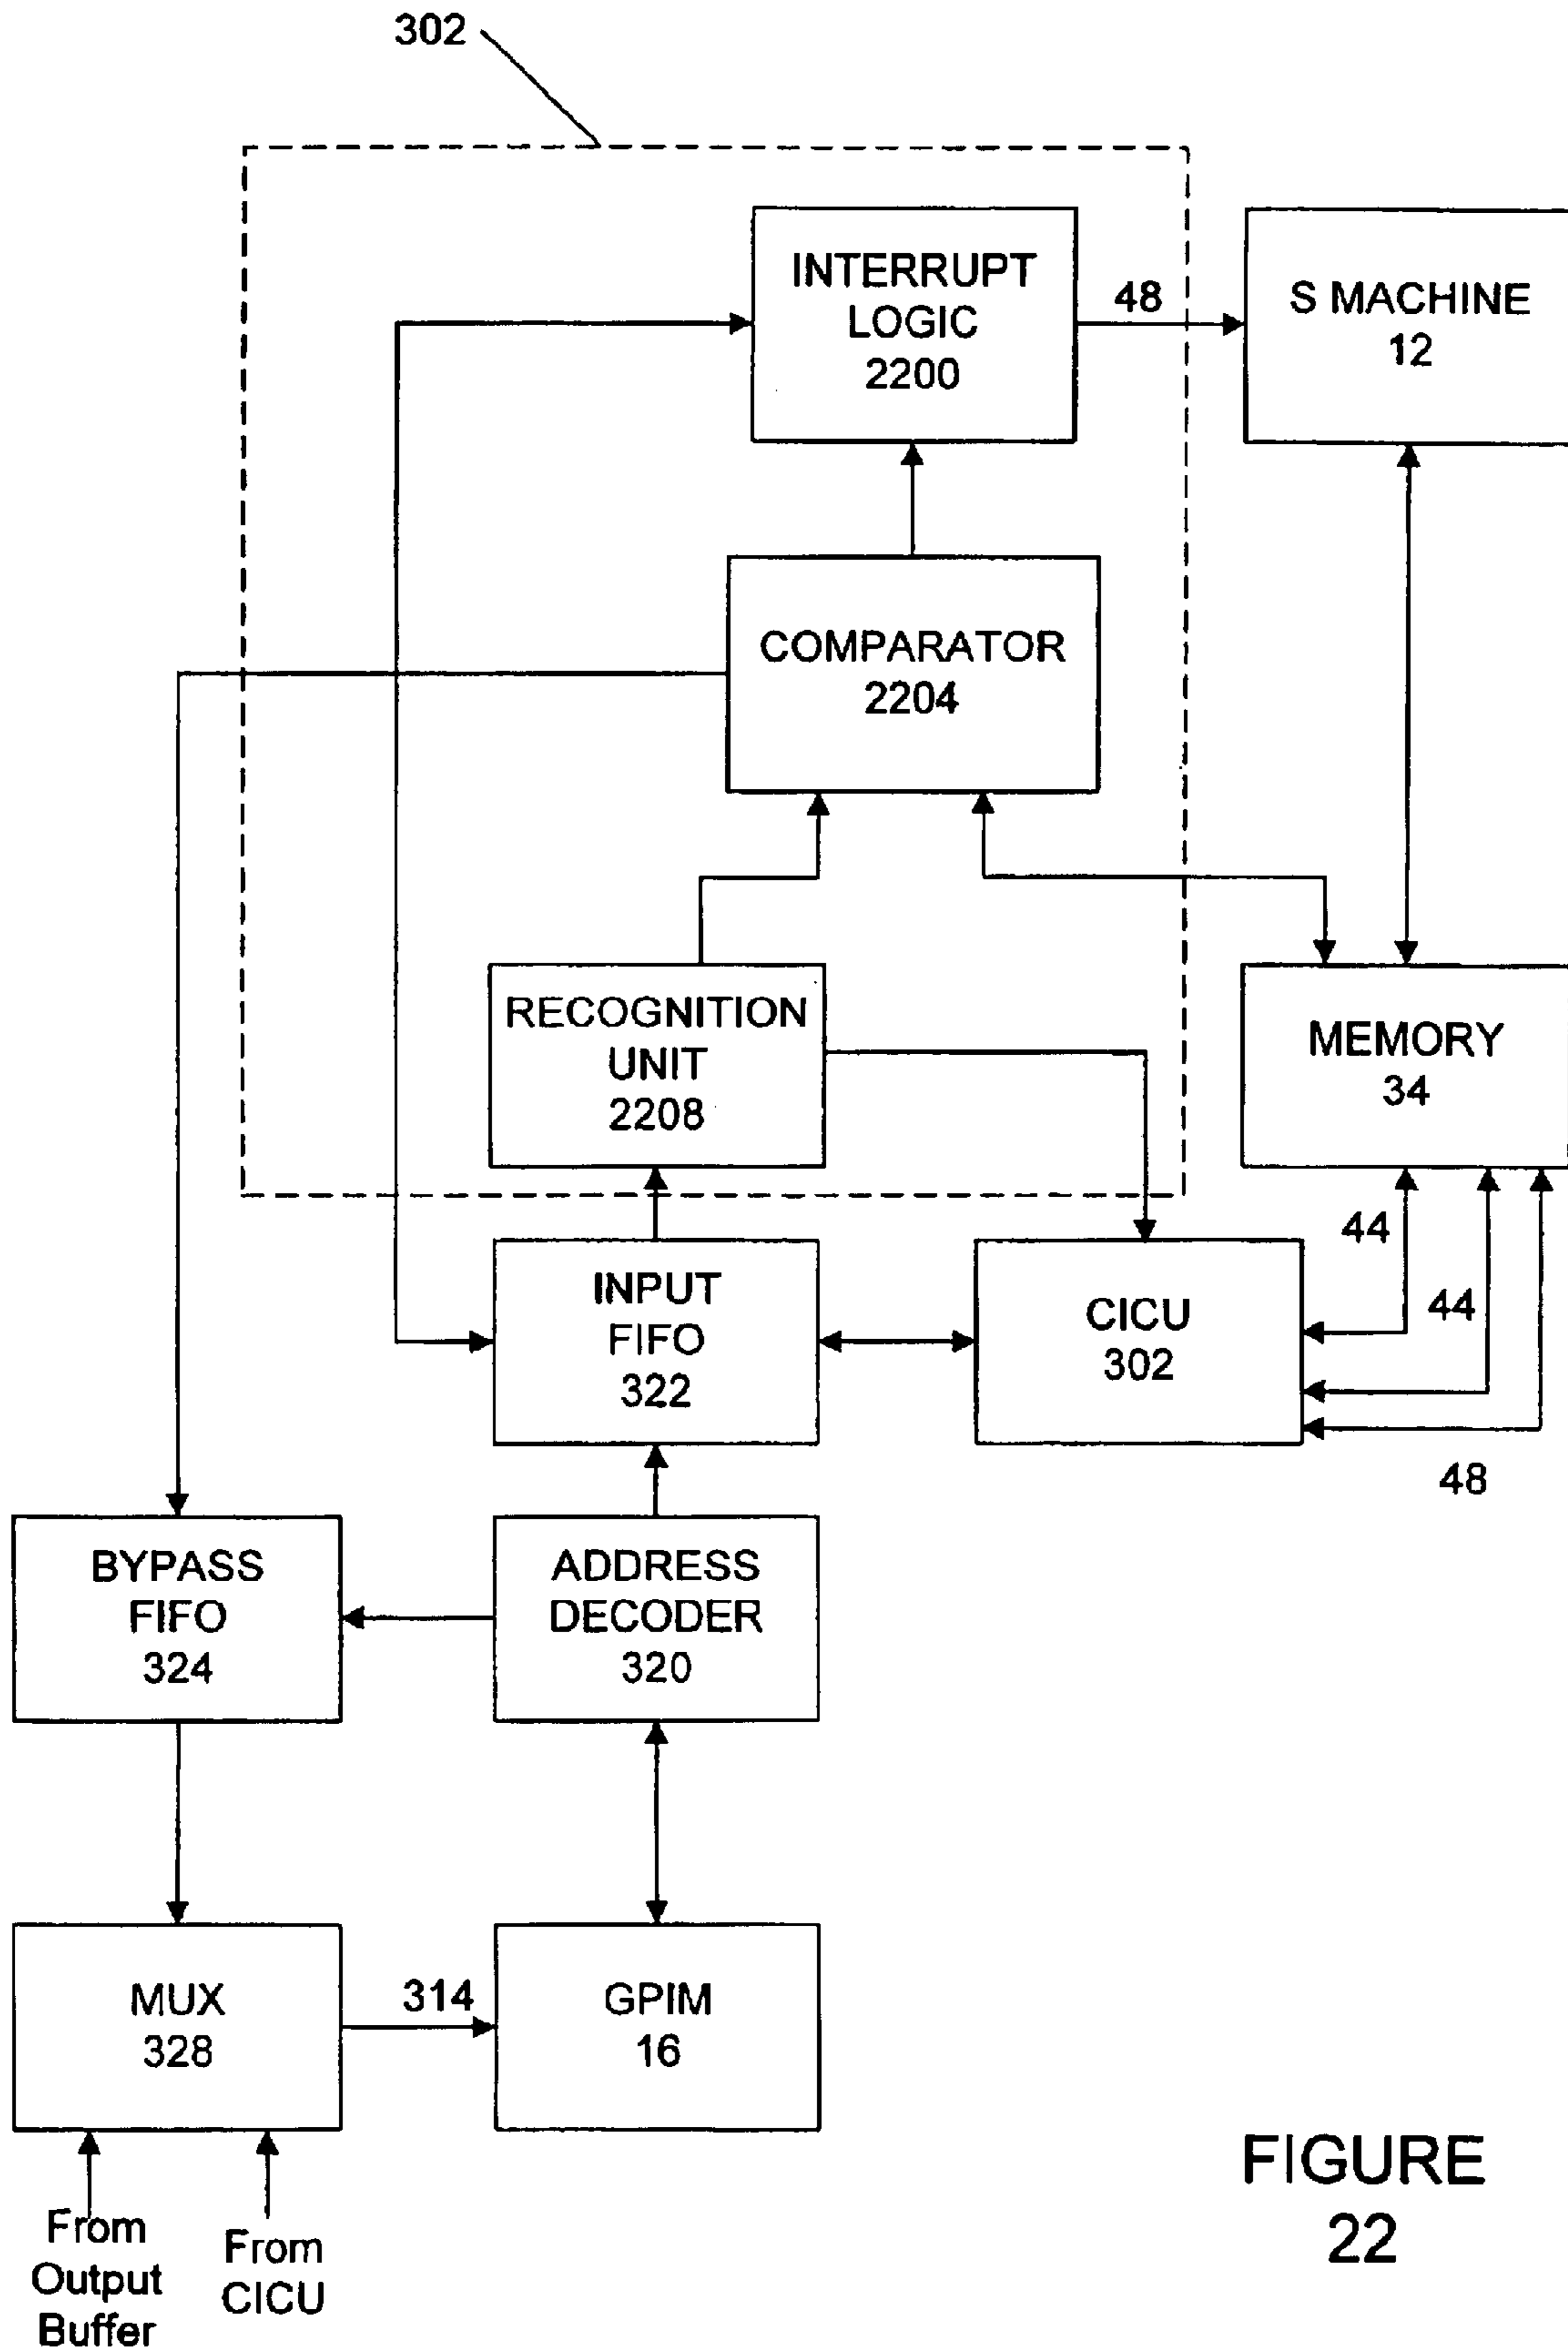 302
INTERRUPT
LOGIC
2200
48
S MACHINE
12
COMPARATOR
2204
RECOGNITION
UNIT
2208
MEMORY
34
INPUT
FIFO
322
CICU
302
44
44
48
BYPASS
FIFO
324
ADDRESS
DECODER
320
MUX
328
314
GPIM
16
From
Output
Buffer
From
CICU
FIGURE
22